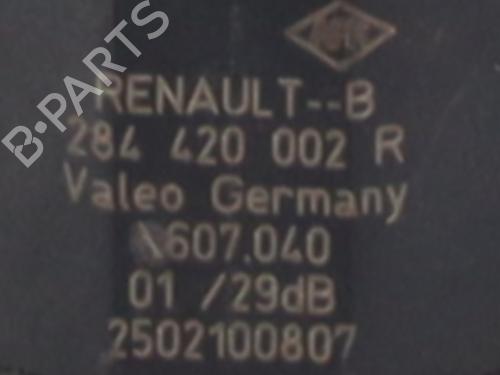 B-PARTS
RENAULT--B
284 420 002 R
Valeo Germany
607.040
01 /29dB
2502100807